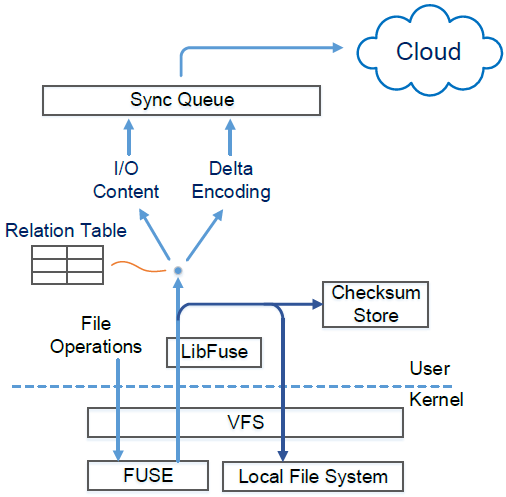 Cloud
Sync Queue
I/O
Content
Delta
Encoding
Relation Table
Checksum
Store
File
Operations
LibFuse
User
Kernel
VFS
FUSE
Local File System